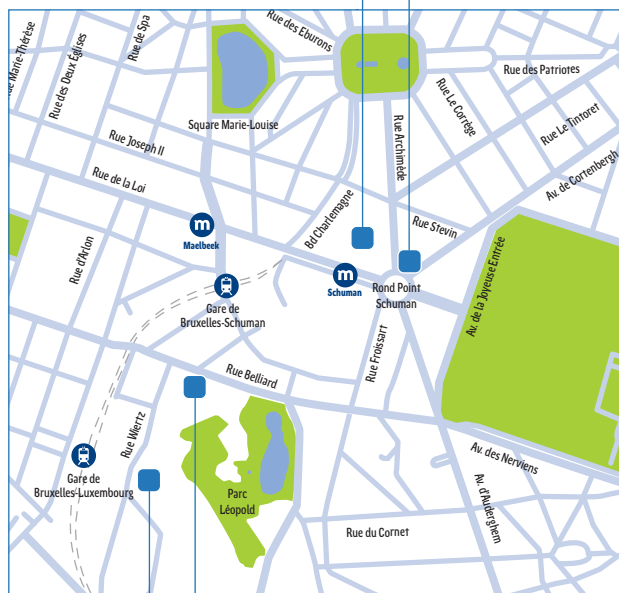 Rue Marie-Thérèse
Rue des Deux Églises
Rue de Spa
Rue des Eburons
Rue des Patriotes
Rue Le Corrège
Rue Le Tintoret
Square Marie-Louise
Rue Joseph II
Rue Archimède
Av. de Cortenbergh
Rue de la Loi
Bd Charlemagne
Rue Stevin
m
Maelbeek
Rue d'Arlon
Av. de la Joyeuse Entrée
m
Schuman
Rond Point
Schuman
Gare de
Bruxelles-Schuman
Rue Froissart
Rue Belliard
Rue Wiertz
Av. des Nerviens
Gare de
Bruxelles-Luxembourg
Parc
Léopold
Av. d'Auderghem
Rue du Cornet